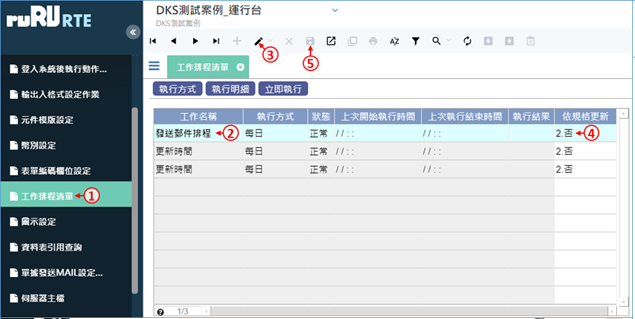 ruRU RTE
DKS測試案例_運行台
DKS測試案例
登入系統後執行動作...
輸出入格式設定作業
元件模版設定
幣別設定
表單編碼欄位設定
工作排程清單 ①
圖示設定
資料表引用查詢
單據發送MAIL設定...
伺服器主檔
③ ⑤
工作排程清單
執行方式 執行明細 立即執行
工作名稱 執行方式 狀態 上次開始執行時間 上次執行結束時間 執行結果 依規格更新
發送郵件排程 ② 每日 正常 / / : : / / : : 2.否 ④
更新時間 每日 正常 / / : : / / : : 2.否
更新時間 每日 正常 / / : : / / : : 2.否
1/3